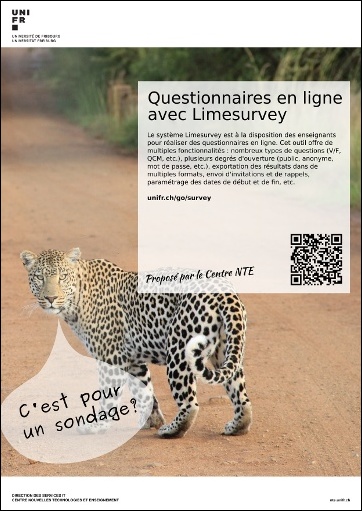 UNI
FR
UNIVERSITÉ DE FRIBOURG
UNIVERSITÄT FREIBURG
Questionnaires en ligne
avec Limesurvey
Le système Limesurvey est à la disposition des enseignants
pour réaliser des questionnaires en ligne. Cet outil offre de
multiples fonctionnalités : nombreux types de questions (V/F,
QCM, etc.), plusieurs degrés d'ouverture (public, anonyme,
mot de passe, etc.), exportation des résultats dans de
multiples formats, envoi d'invitations et de rappels,
paramétrage des dates de début et de fin, etc.
unifr.ch/go/survey
Proposé par le Centre NTE
C'est pour
un sondage?
DIRECTION DES SERVICES IT
CENTRE NOUVELLES TECHNOLOGIES ET ENSEIGNEMENT
nte.unifr.ch